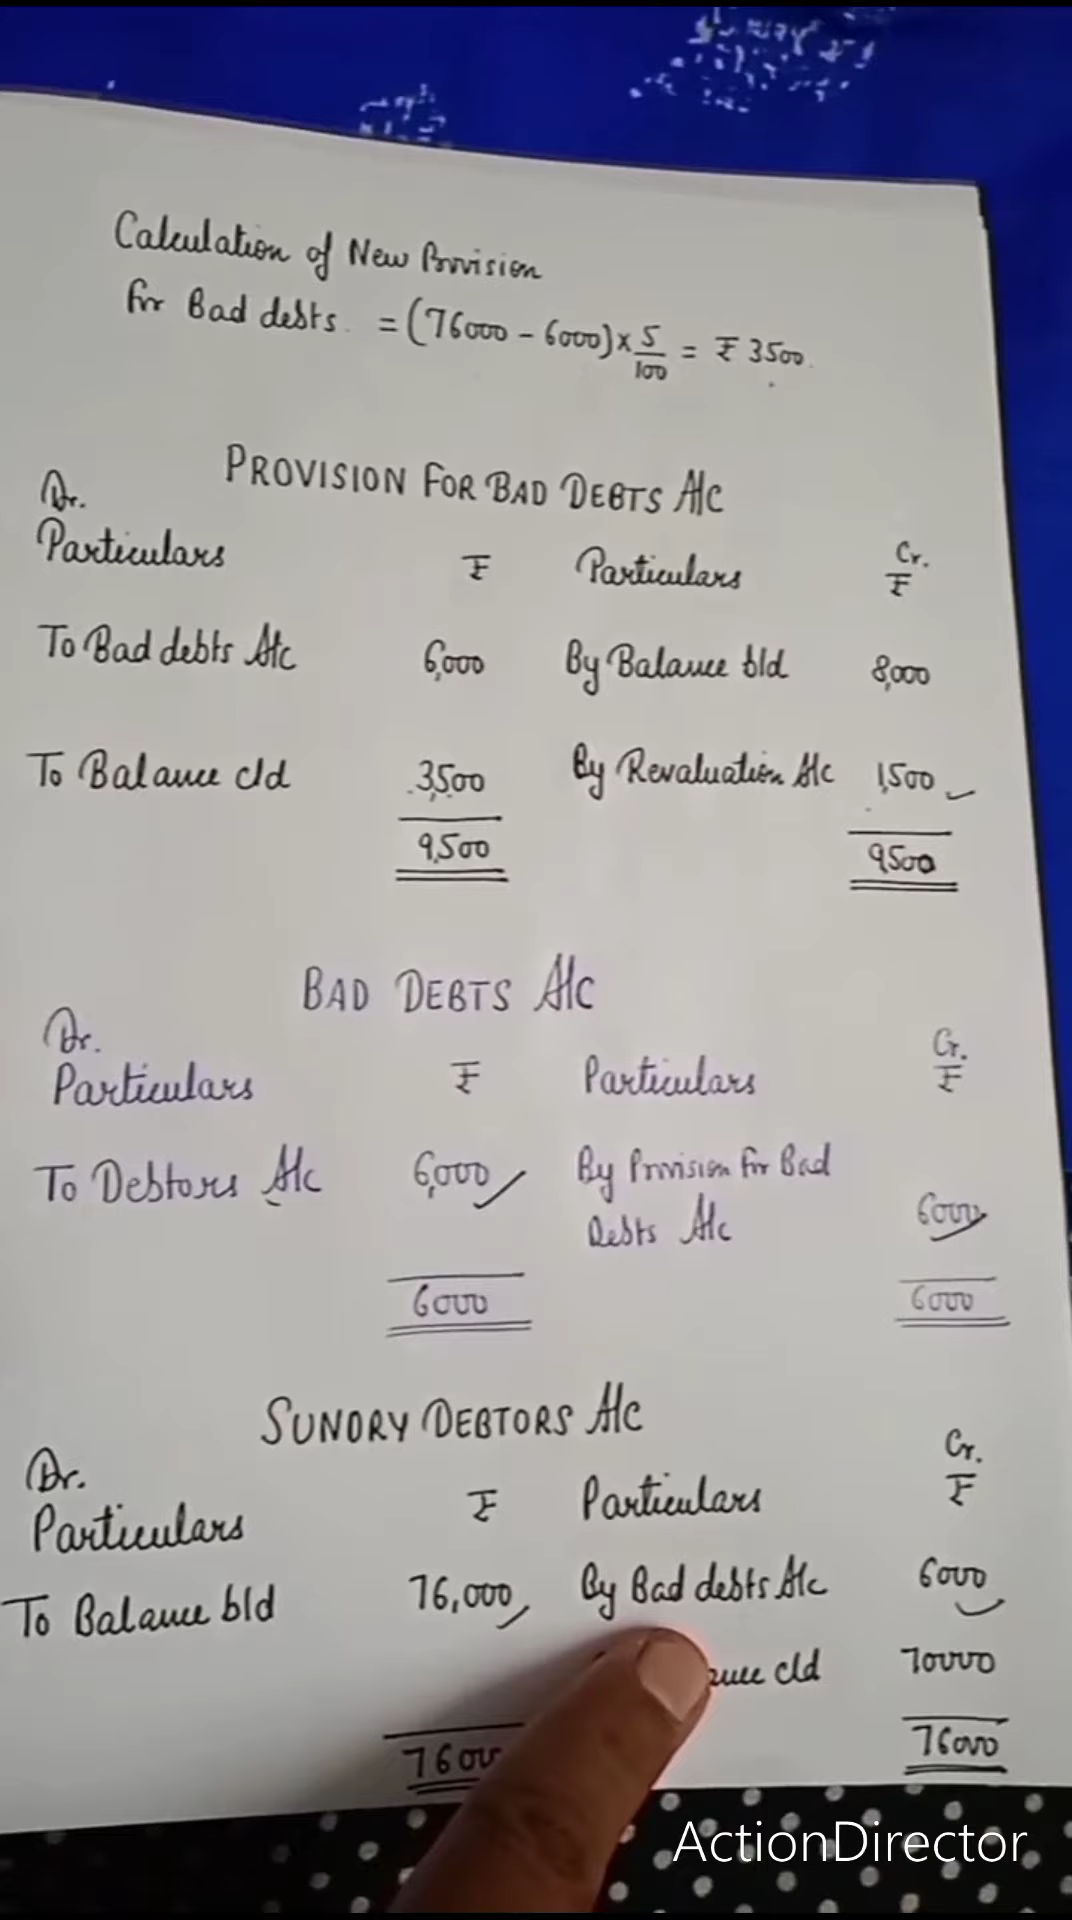 Calculation of New Provision
for Bad debts. = (76000 - 6000) x 5/100 = ₹ 3500.
PROVISION FOR BAD DEBTS A/c
Dr.
Cr.
Particulars ₹ Particulars ₹
To Bad debts A/c 6,000 By Balance b/d 8,000
To Balance c/d 3,500 By Revaluation A/c 1,500
9,500 9,500
BAD DEBTS A/c
Dr. Cr.
Particulars ₹ Particulars ₹
To Debtors A/c 6,000 By Provision for Bad
Debts A/c 6000
6000 6000
SUNDRY DEBTORS A/c
Dr. Cr.
Particulars ₹ Particulars ₹
To Balance b/d 76,000 By Bad debts A/c 6000
c/d 70000
76000
ActionDirector